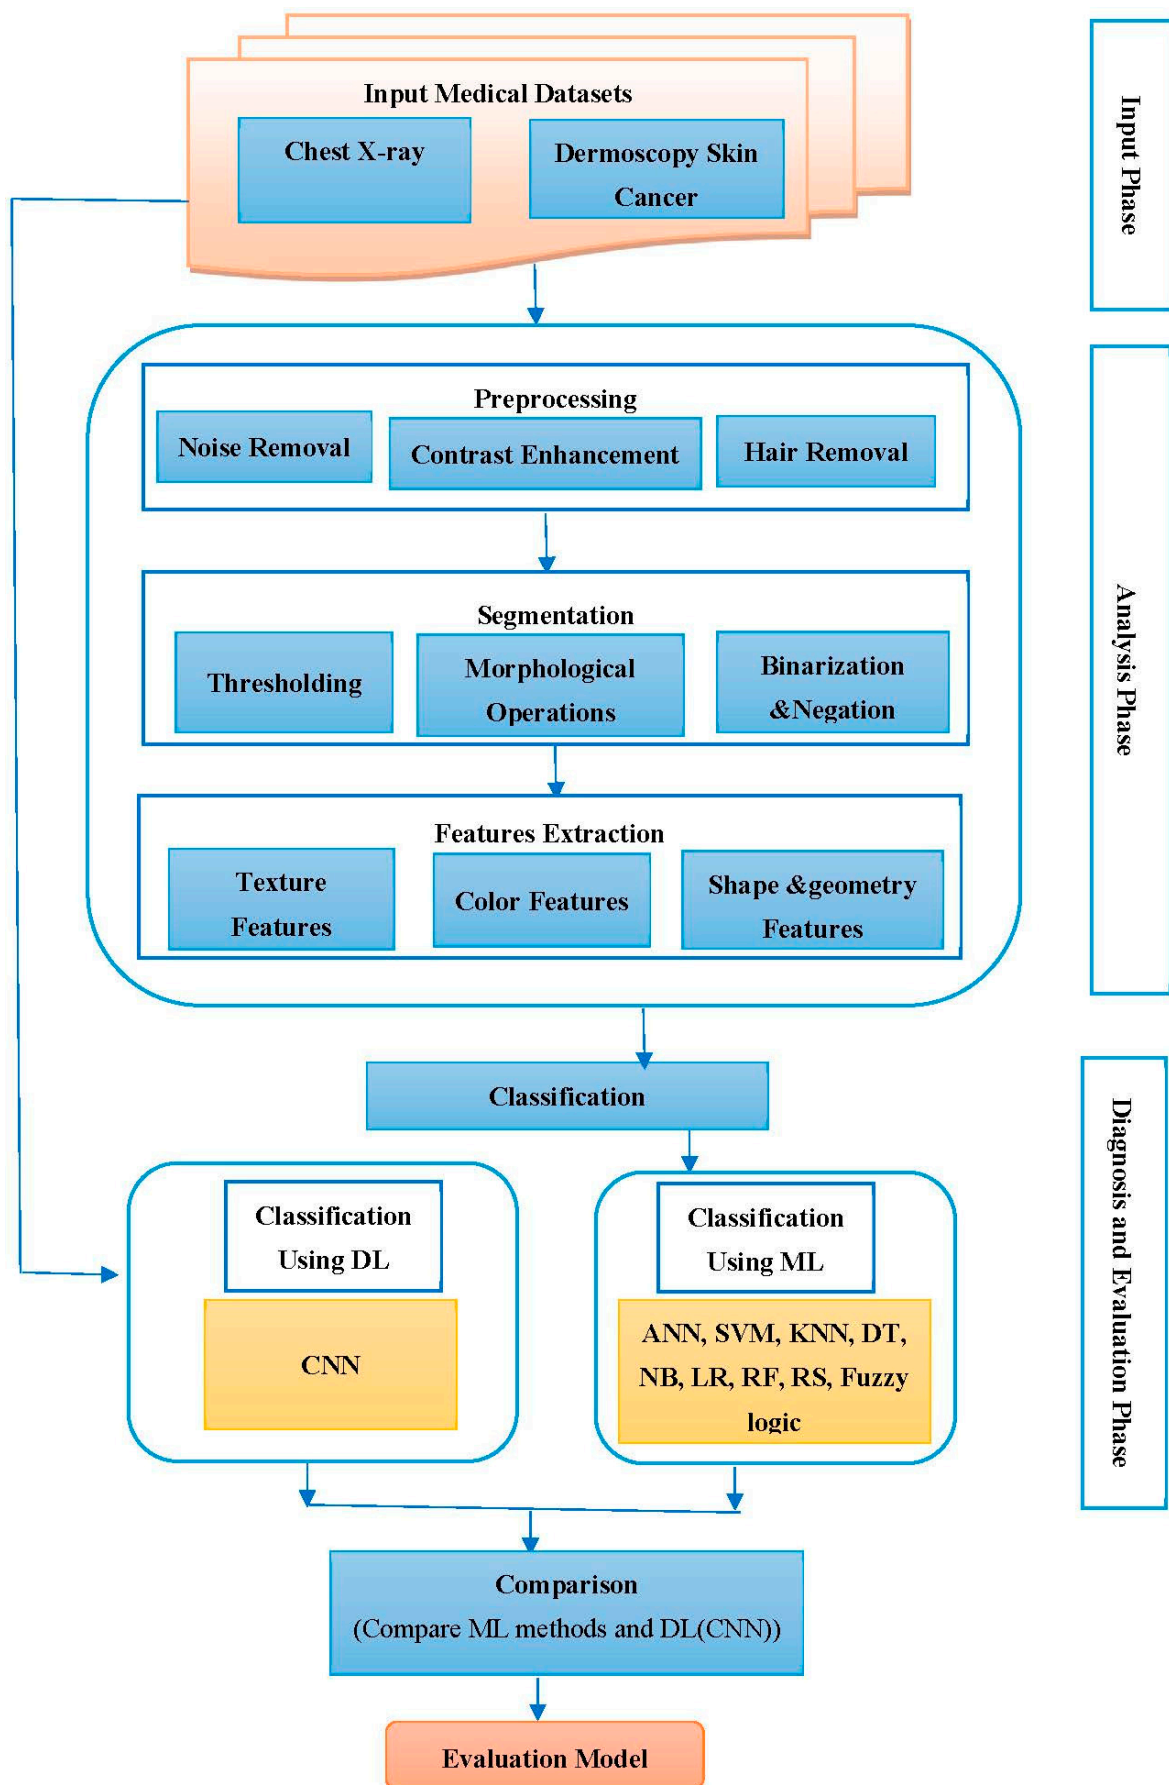 Input Medical Datasets
Chest X-ray
Dermoscopy Skin
Cancer
Input Phase
Preprocessing
Noise Removal
Contrast Enhancement
Hair Removal
Segmentation
Thresholding
Morphological
Operations
Binarization
&Negation
Features Extraction
Texture
Features
Color Features
Shape &geometry
Features
Analysis Phase
Classification
Classification
Using DL
CNN
Classification
Using ML
ANN, SVM, KNN, DT,
NB, LR, RF, RS, Fuzzy
logic
Diagnosis and Evaluation Phase
Comparison
(Compare ML methods and DL(CNN))
Evaluation Model